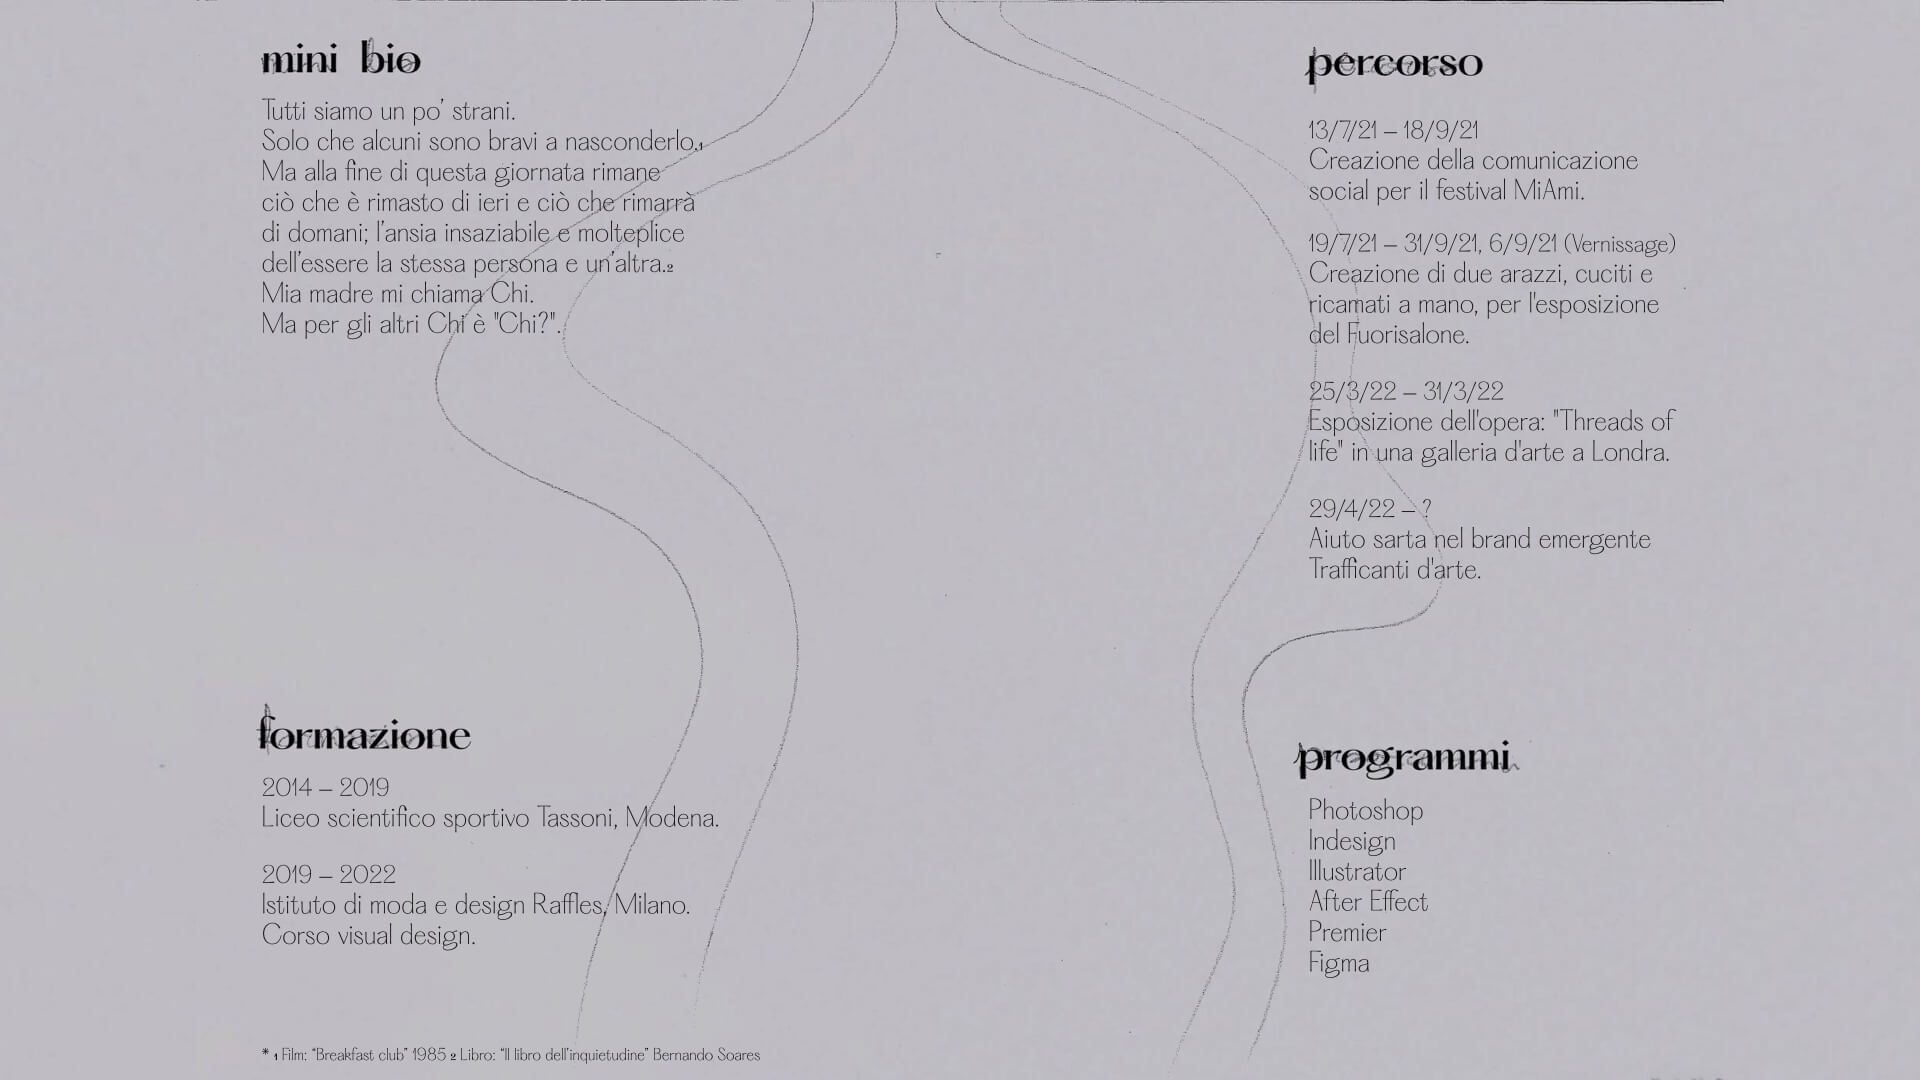 mini bio
Tutti siamo un po' strani.
Solo che alcuni sono bravi a nasconderlo.1
Ma alla fine di questa giornata rimane
ciò che è rimasto di ieri e ciò che rimarrà
di domani; l'ansia insaziabile e molteplice
dell'essere la stessa persona e un'altra.2
Mia madre mi chiama Chi.
Ma per gli altri Chi è "Chi?".
formazione
2014 – 2019
Liceo scientifico sportivo Tassoni, Modena.
2019 – 2022
Istituto di moda e design Raffles, Milano.
Corso visual design.
* 1 Film: “Breakfast club” 1985 2 Libro: “Il libro dell'inquietudine” Bernando Soares
percorso
13/7/21 – 18/9/21
Creazione della comunicazione
social per il festival MiAmi.
19/7/21 – 31/9/21, 6/9/21 (Vernissage)
Creazione di due arazzi, cuciti e
ricamati a mano, per l'esposizione
del Fuorisalone.
25/3/22 – 31/3/22
Esposizione dell'opera: "Threads of
life" in una galleria d'arte a Londra.
29/4/22 – ?
Aiuto sarta nel brand emergente
Trafficanti d'arte.
programmi
Photoshop
Indesign
Illustrator
After Effect
Premier
Figma